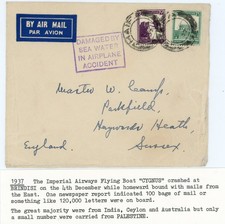 BY AIR MAIL
PAR AVION
DAMAGED BY
SEA WATER
IN AIRPLANE
ACCIDENT
Master W. Camp.
Parkfield,
Haywards Heath,
Sussex
England.
1937 The Imperial Airways Flying Boat "CYGNUS" crashed at
BRINDISI on the 4th December while homeward bound with mails from
the East. One newspaper report indicated 100 bags of mail or
something like 120,000 letters were on board.
The great majority were from India, Ceylon and Australia but only
a small number were carried from PALESTINE.